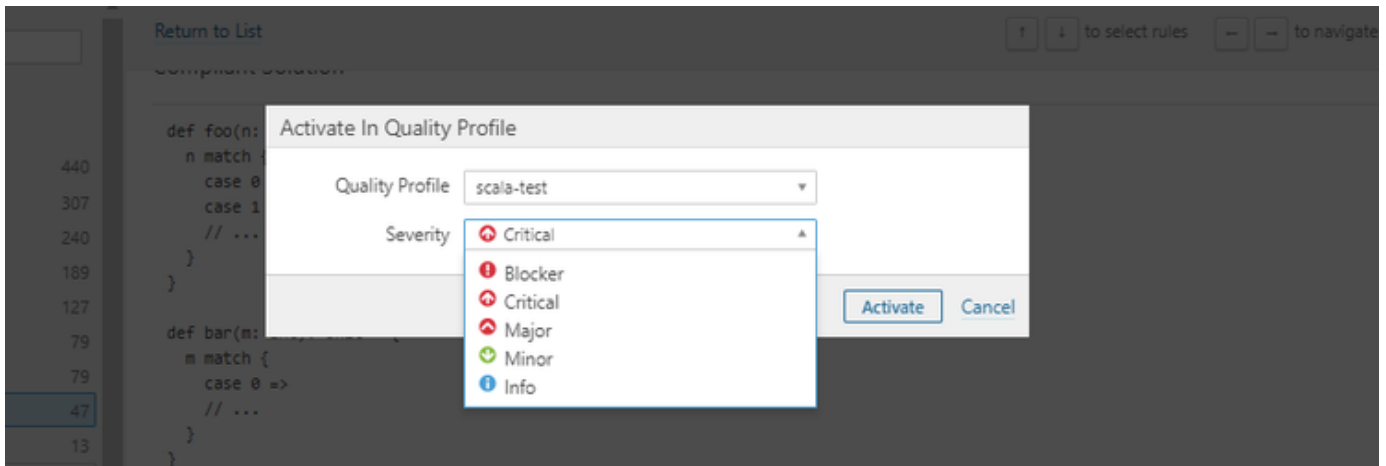 Return to List
↑ ↓ to select rules ← → to navigate
Compliant Solution
def foo(n:
n match {
case 0
case 1
// ...
}
}
def bar(m:
m match {
case 0 =>
// ...
}
}
440
307
240
189
127
79
79
47
13
Activate In Quality Profile
Quality Profile scala-test
Severity Critical
Blocker
Critical
Major
Minor
Info
Activate Cancel